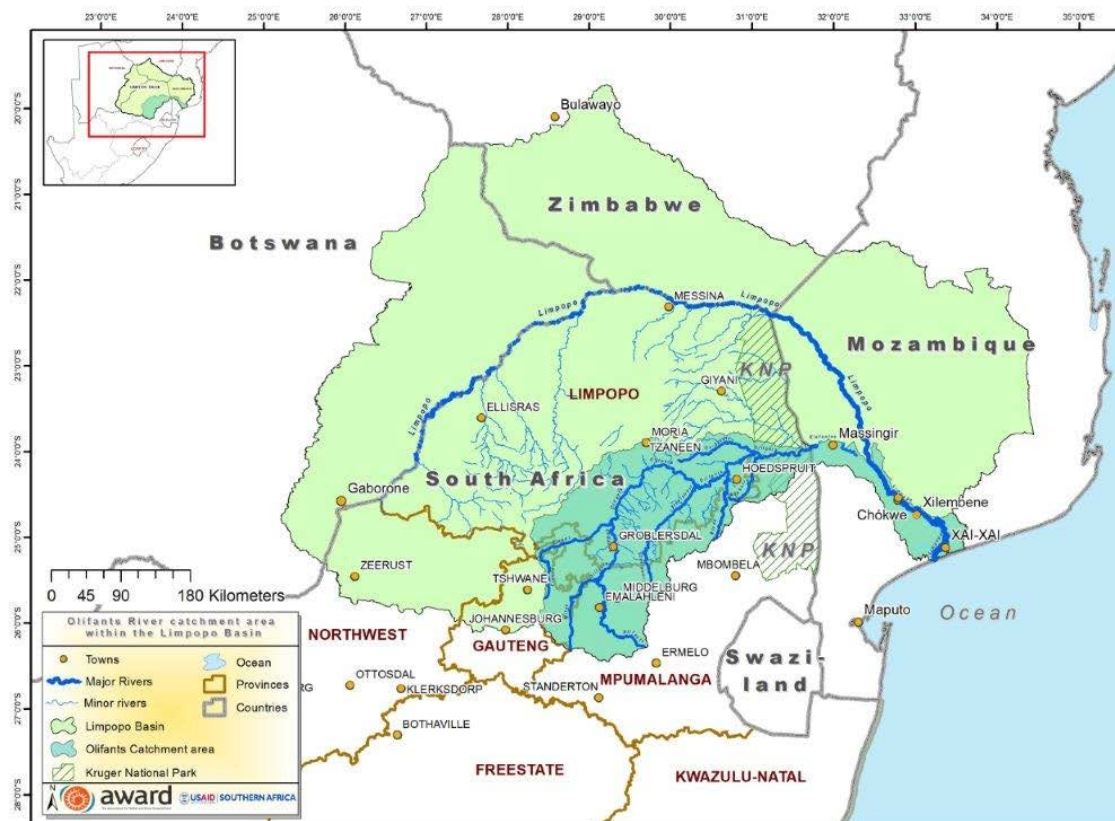 23°0'0"E
24°0'0"E
25°0'0"E
26°0'0"E
27°0'0"E
28°0'0"E
29°0'0"E
30°0'0"E
31°0'0"E
32°0'0"E
33°0'0"E
34°0'0"E
35°0'0"E
20°0'0"S
21°0'0"S
22°0'0"S
23°0'0"S
24°0'0"S
25°0'0"S
26°0'0"S
27°0'0"S
28°0'0"S
Bulawayo
Zimbabwe
Botswana
MESSINA
Limpopo
Limpopo
Mozambique
KNP
GIYANI
LIMPOPO
Limpopo
ELLISRAS
Limpopo
MORIA
TZANEEN
Massingir
HOEDSPRUIT
South Africa
Gaborone
Xilembene
Chókwe
XAI-XAI
GROBLERSDAL
KNP
ZEERUST
TSHWANE
MBOMBELA
MIDDELBURG
EMALAHLENI
JOHANNESBURG
Maputo
Ocean
NORTHWEST
GAUTENG
ERMELO
Swazi-
land
MPUMALANGA
OTTOSDAL
KLERKSDORP
STANDERTON
BOTHAVILLE
FREESTATE
KWAZULU-NATAL
0 45 90 180 Kilometers
Olifants River catchment area
within the Limpopo Basin
Towns
Major Rivers
Minor rivers
Limpopo Basin
Olifants Catchment area
Kruger National Park
Ocean
Provinces
Countries
N
award
USAID | SOUTHERN AFRICA